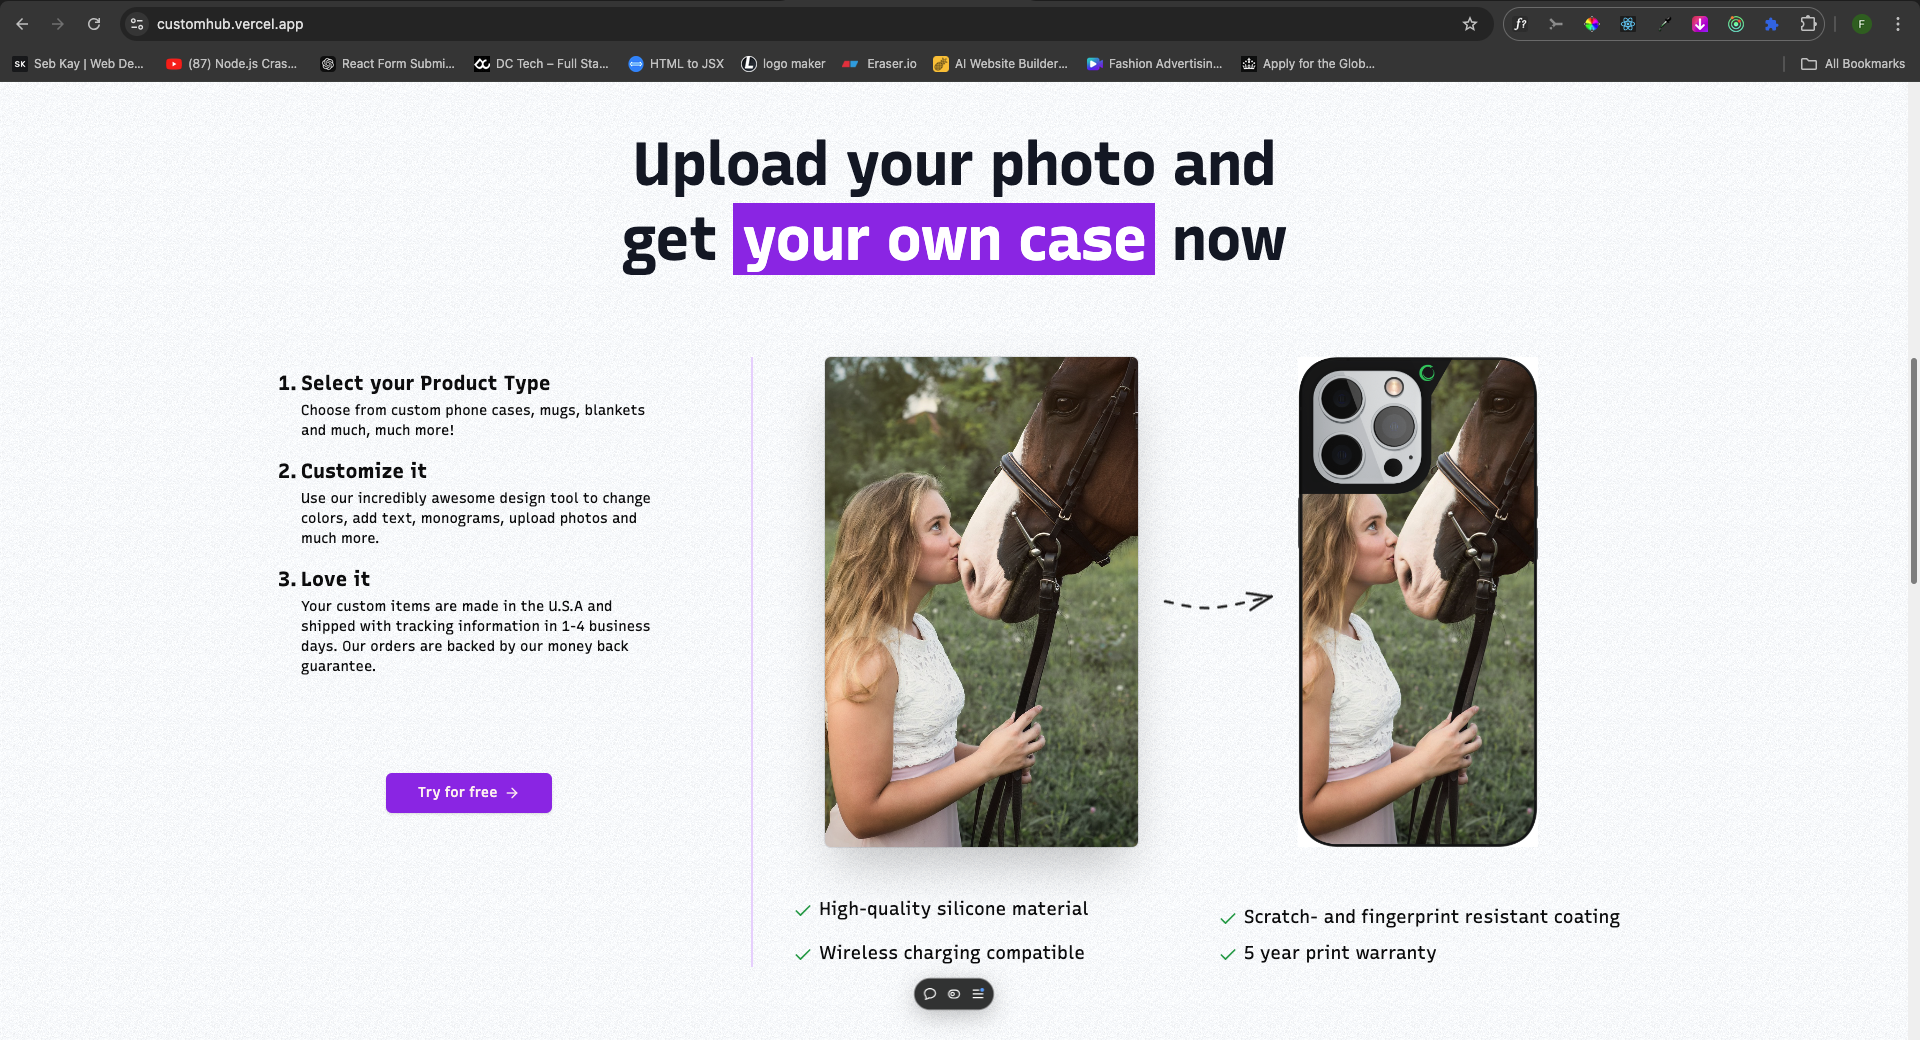 customhub.vercel.app
f?
F
SK Seb Kay | Web De...
(87) Node.js Cras...
React Form Submi...
DC Tech – Full Sta...
HTML to JSX
L logo maker
Eraser.io
AI Website Builder...
Fashion Advertisin...
Apply for the Glob...
All Bookmarks
Upload your photo and
get your own case now
1. Select your Product Type
Choose from custom phone cases, mugs, blankets
and much, much more!
2. Customize it
Use our incredibly awesome design tool to change
colors, add text, monograms, upload photos and
much more.
3. Love it
Your custom items are made in the U.S.A and
shipped with tracking information in 1-4 business
days. Our orders are backed by our money back
guarantee.
Try for free →
High-quality silicone material
Wireless charging compatible
Scratch- and fingerprint resistant coating
5 year print warranty